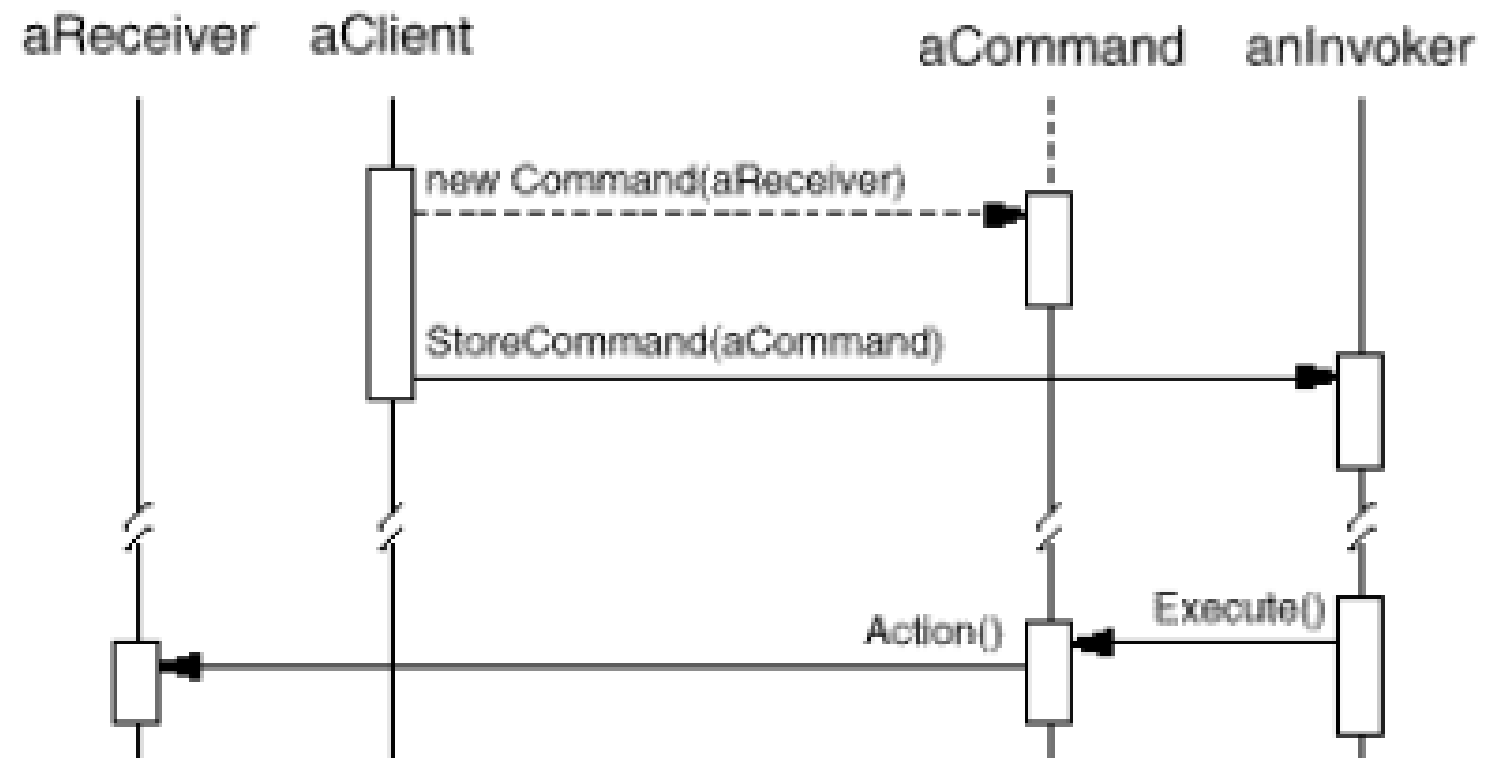 aReceiver aClient aCommand anInvoker
new Command(aReceiver)
StoreCommand(aCommand)
Execute()
Action()